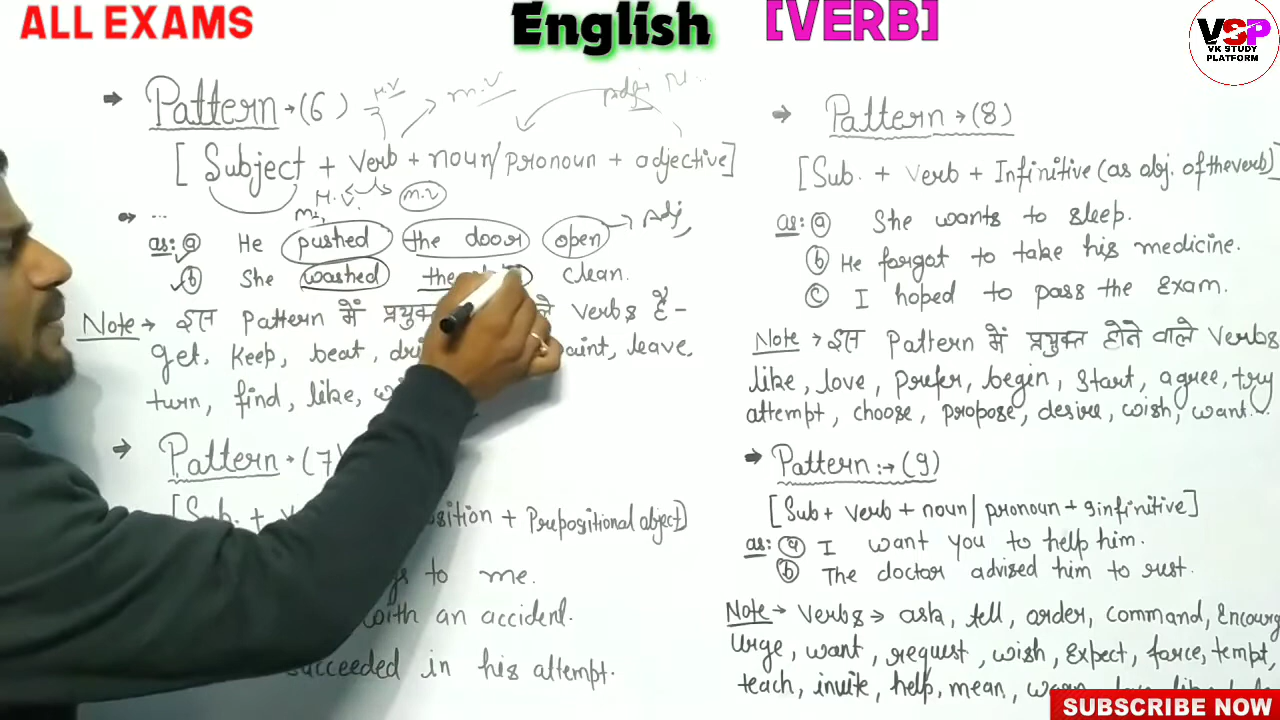 ALL EXAMS
English
[VERB]
VSP
VK STUDY
PLATFORM
Pattern → (6)
H.V
m.v
Adj.
[Subject + verb + noun/pronoun + adjective]
H.V.
m.v
as: (a) He pushed the door open
Adj
(b) She washed the clean.
Note → इस Pattern में verbs हैं-
get, keep, beat, leave,
turn, find, like,
Pattern → (7)
[Sub. + + Prepositional object]
to me.
with an accident.
succeeded in his attempt.
Pattern → (8)
[Sub. + verb + Infinitive (as obj. of the verb)]
as: (a) She wants to sleep.
(b) He forgot to take his medicine.
(c) I hoped to pass the exam.
Note → इस Pattern में प्रयुक्त होने वाले verbs
like, love, prefer, begin, start, agree, try
attempt, choose, propose, desire, wish, want...
Pattern :→ (9)
[Sub + verb + noun/pronoun + ginfinitive]
as: (a) I want you to help him.
(b) The doctor advised him to rest.
Note → verbs → ask, tell, order, command,
urge, want, request, wish, Expect, force, tempt,
teach, invite, help, mean,
SUBSCRIBE NOW